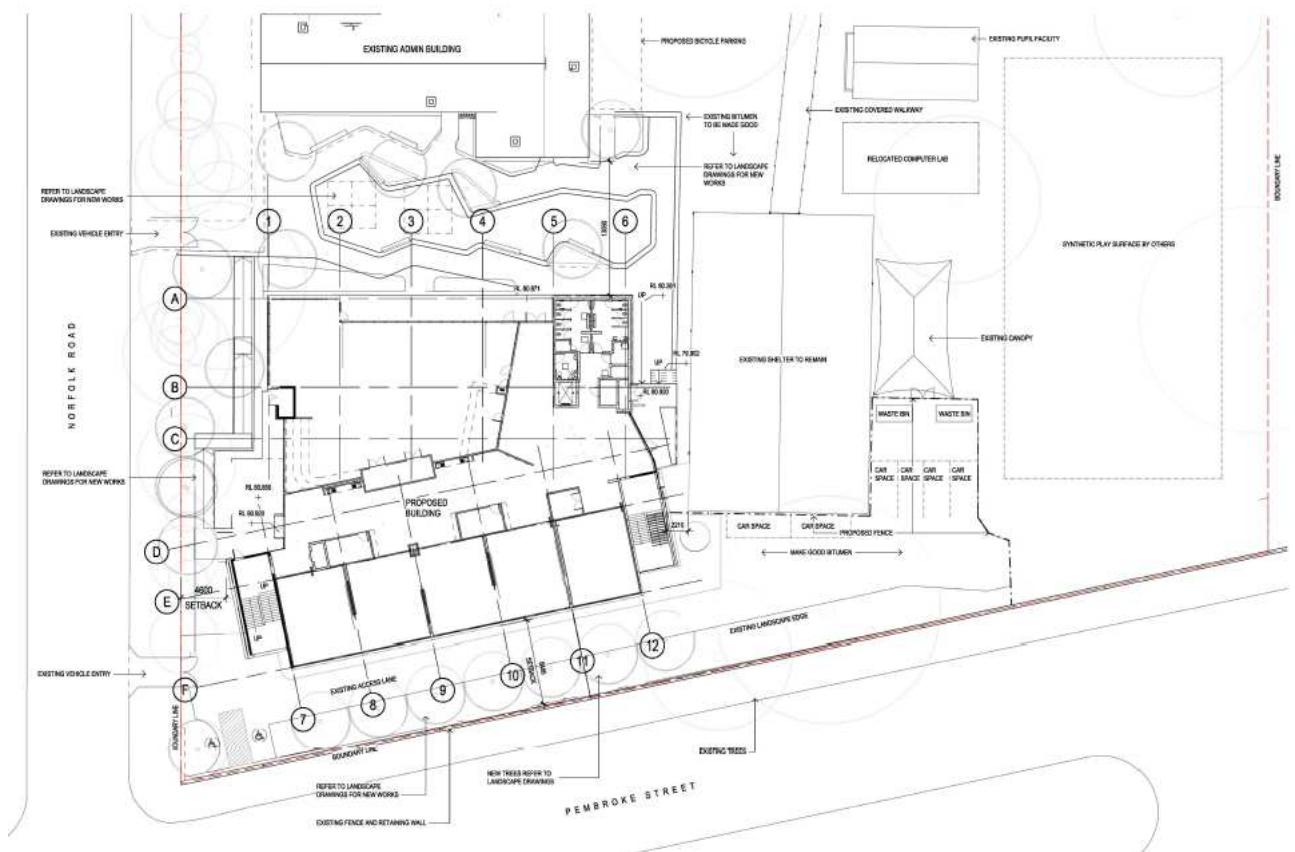 EXISTING ADMIN BUILDING
PROPOSED BICYCLE PARKING
EXISTING PUPIL FACILITY
EXISTING COVERED WALKWAY
EXISTING BITUMEN
TO BE MADE GOOD
RELOCATED COMPUTER LAB
REFER TO LANDSCAPE
DRAWINGS FOR NEW
WORKS
BOUNDARY LINE
REFER TO LANDSCAPE
DRAWINGS FOR NEW WORKS
1
2
3
4
5
6
EXISTING VEHICLE ENTRY
SYNTHETIC PLAY SURFACE BY OTHERS
A
UP
NORFOLK ROAD
EXISTING CANOPY
EXISTING SHELTER TO REMAIN
UP
B
WASTE BIN
WASTE BIN
C
REFER TO LANDSCAPE
DRAWINGS FOR NEW WORKS
CAR
SPACE
CAR
SPACE
CAR
SPACE
CAR
SPACE
PROPOSED
BUILDING
CAR SPACE
CAR SPACE
PROPOSED FENCE
D
MAKE GOOD BITUMEN
UP
4600
SETBACK
E
UP
EXISTING LANDSCAPE EDGE
12
11
10
SETBACK
9
8
7
EXISTING VEHICLE ENTRY
F
EXISTING ACCESS LANE
BOUNDARY LINE
BOUNDARY LINE
EXISTING TREES
NEW TREES REFER TO
LANDSCAPE DRAWINGS
REFER TO LANDSCAPE
DRAWINGS FOR NEW WORKS
PEMBROKE STREET
EXISTING FENCE AND RETAINING WALL